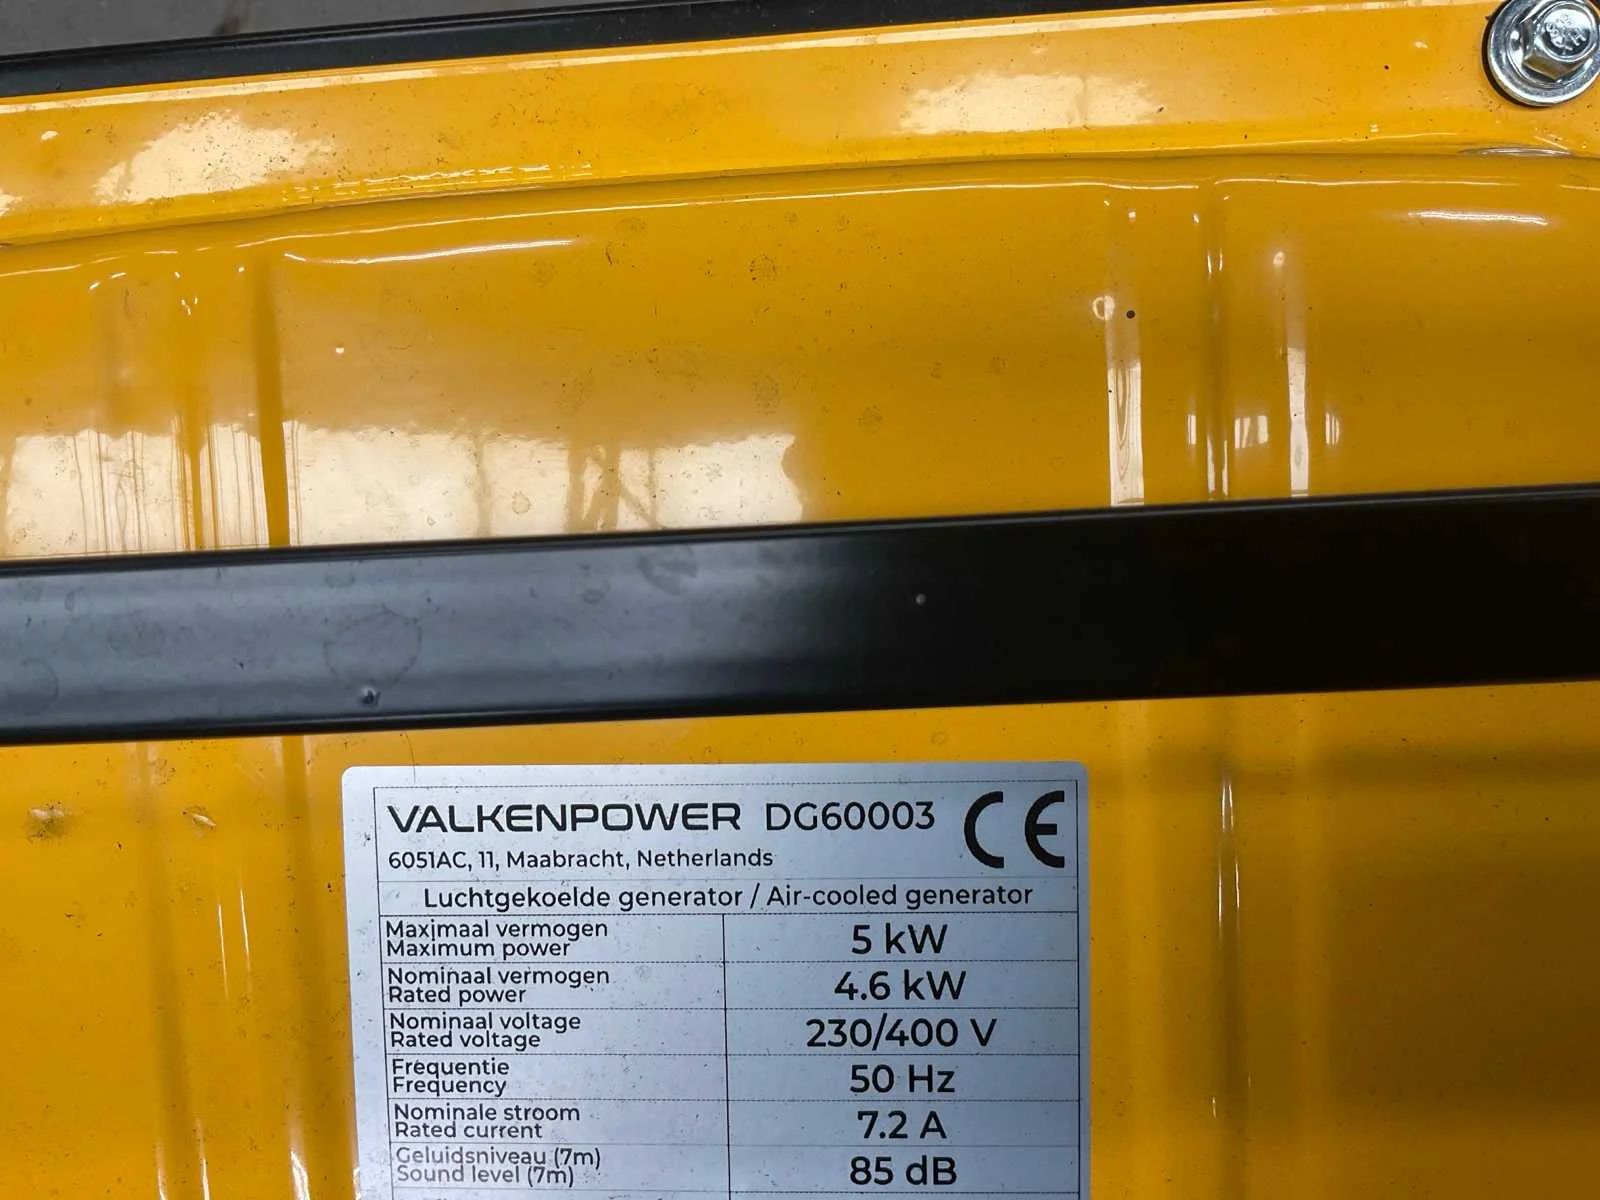 VALKENPOWER DG60003 CE
6051AC, 11, Maabracht, Netherlands
Luchtgekoelde generator / Air-cooled generator
Maximaal vermogen
Maximum power
5 kW
Nominaal vermogen
Rated power
4.6 kW
Nominaal voltage
Rated voltage
230/400 V
Frequentie
Frequency
50 Hz
Nominale stroom
Rated current
7.2 A
Geluidsniveau (7m)
Sound level (7m)
85 dB